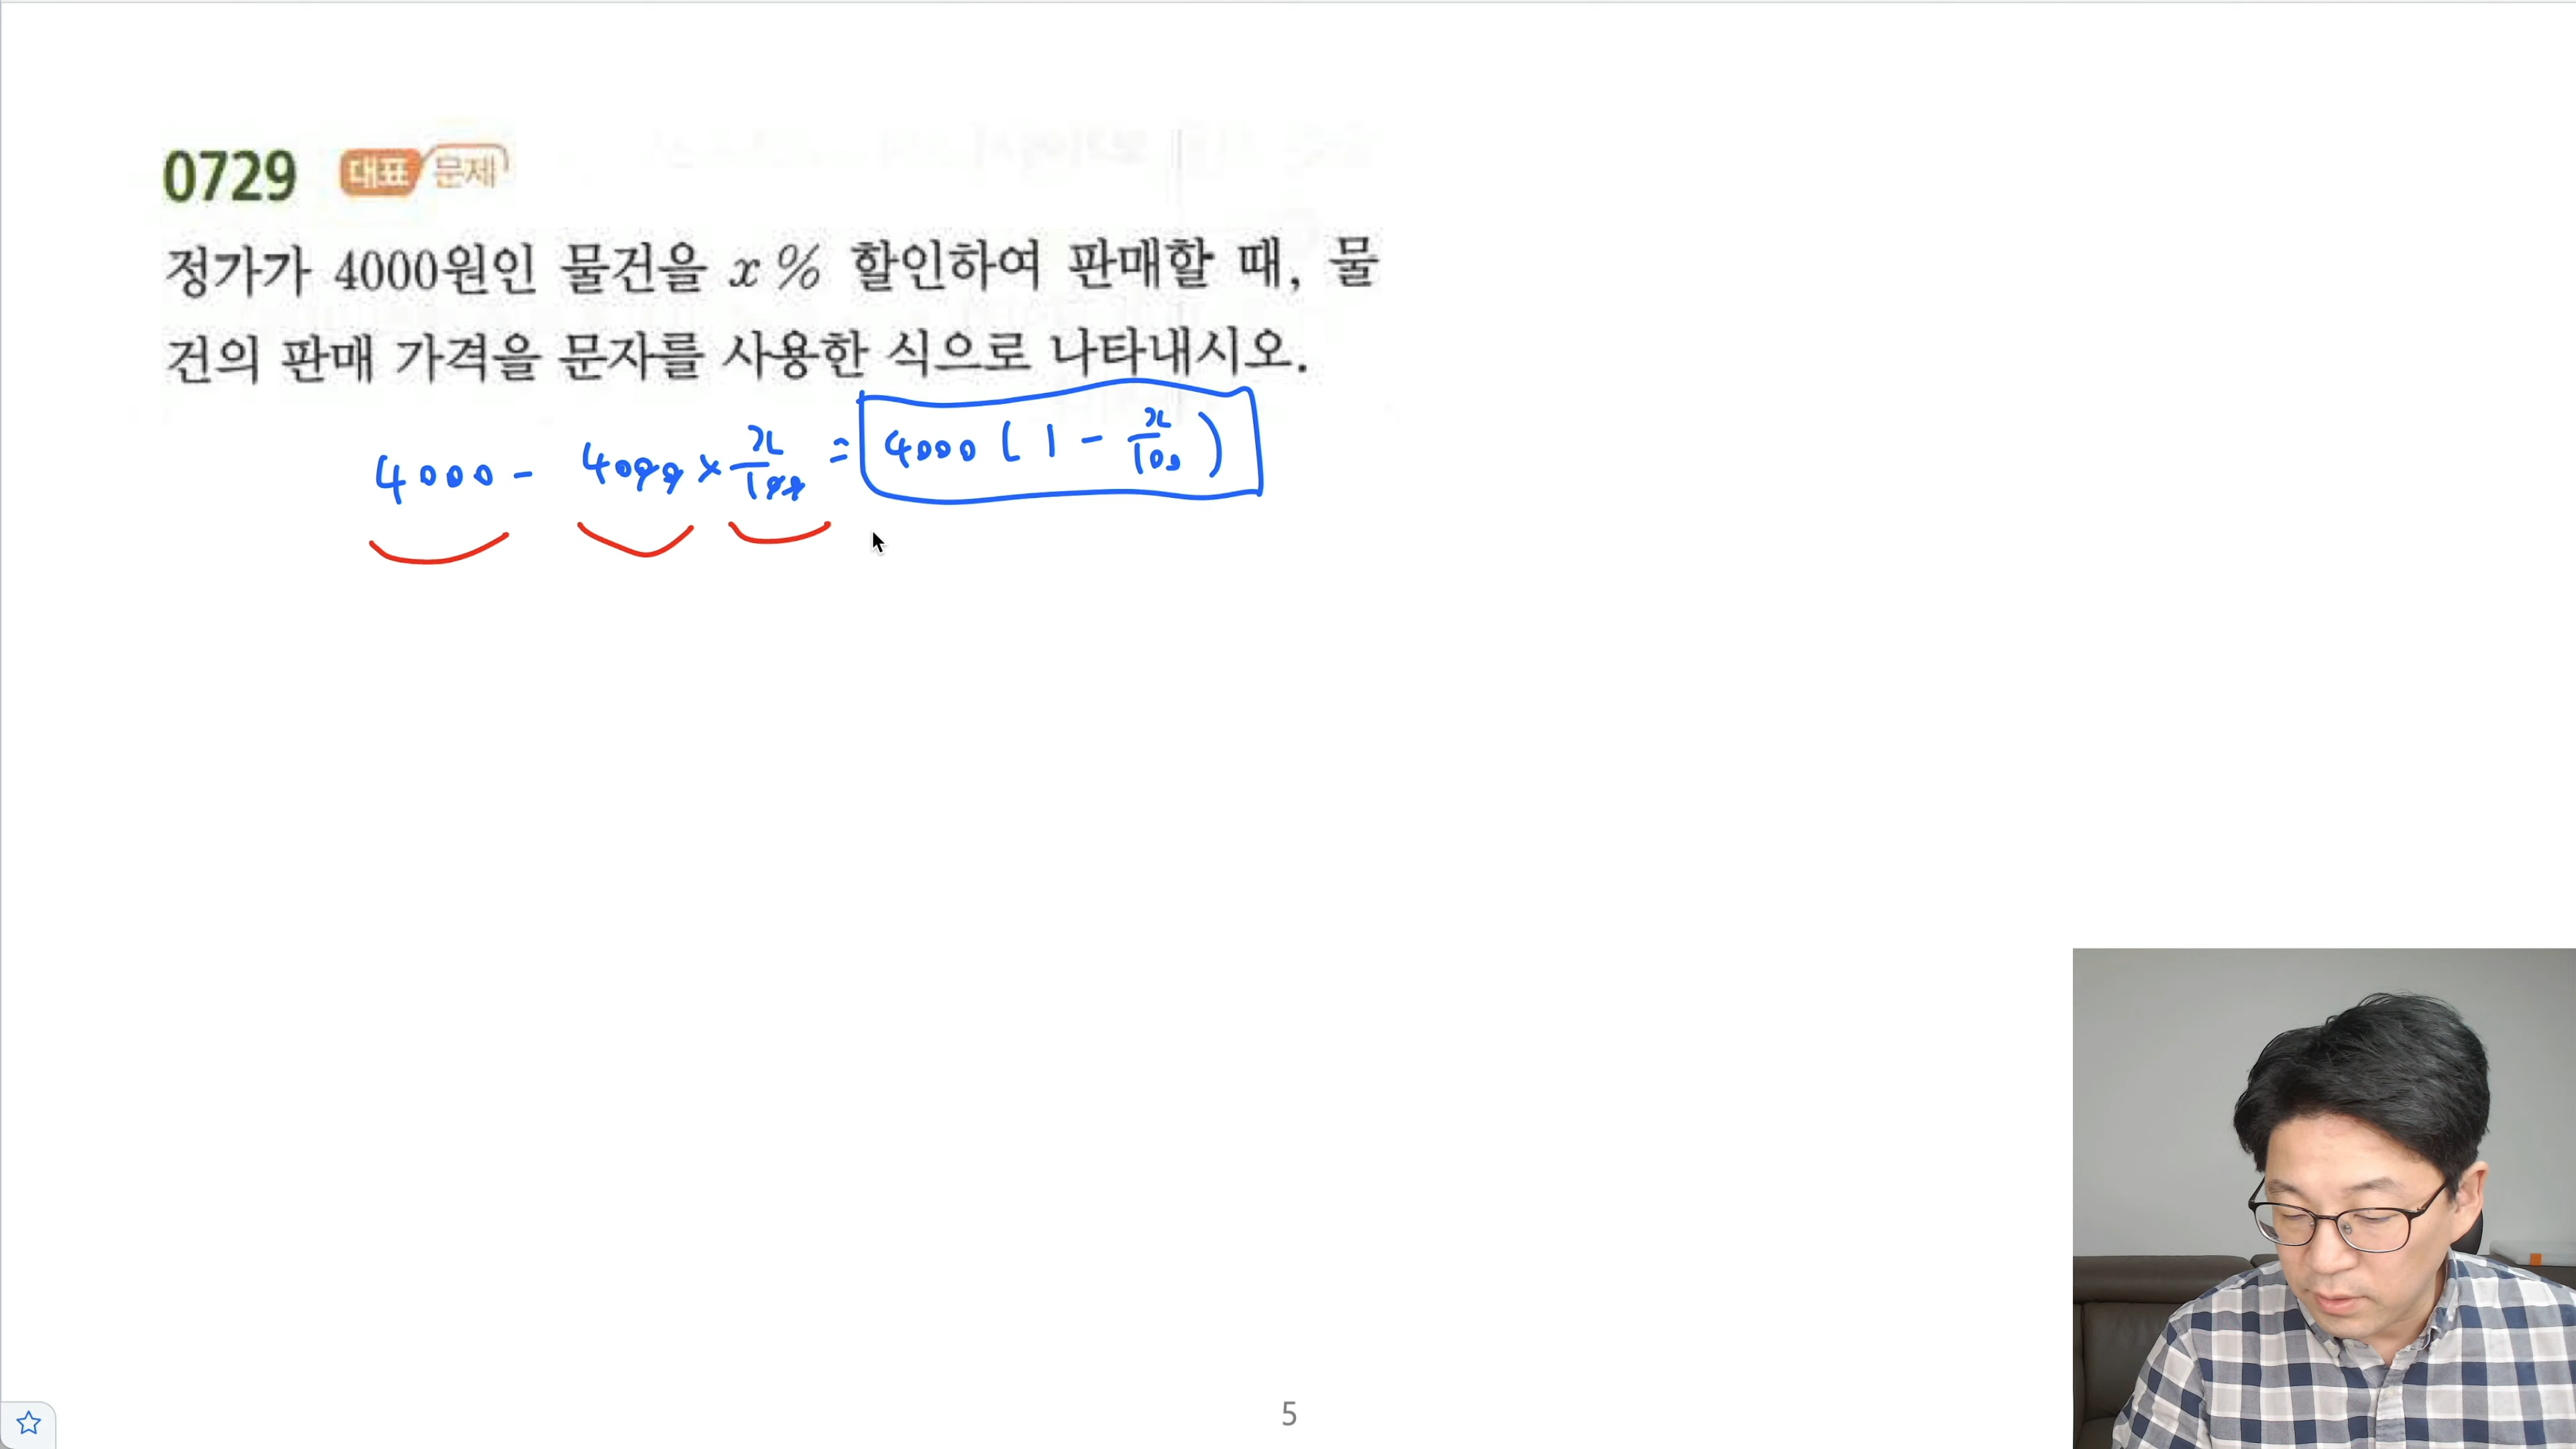 0729 대표 문제
정가가 4000원인 물건을 x % 할인하여 판매할 때, 물
건의 판매 가격을 문자를 사용한 식으로 나타내시오.
4000 - 4000 × x/100 = 4000 ( 1 - x/100 )
5